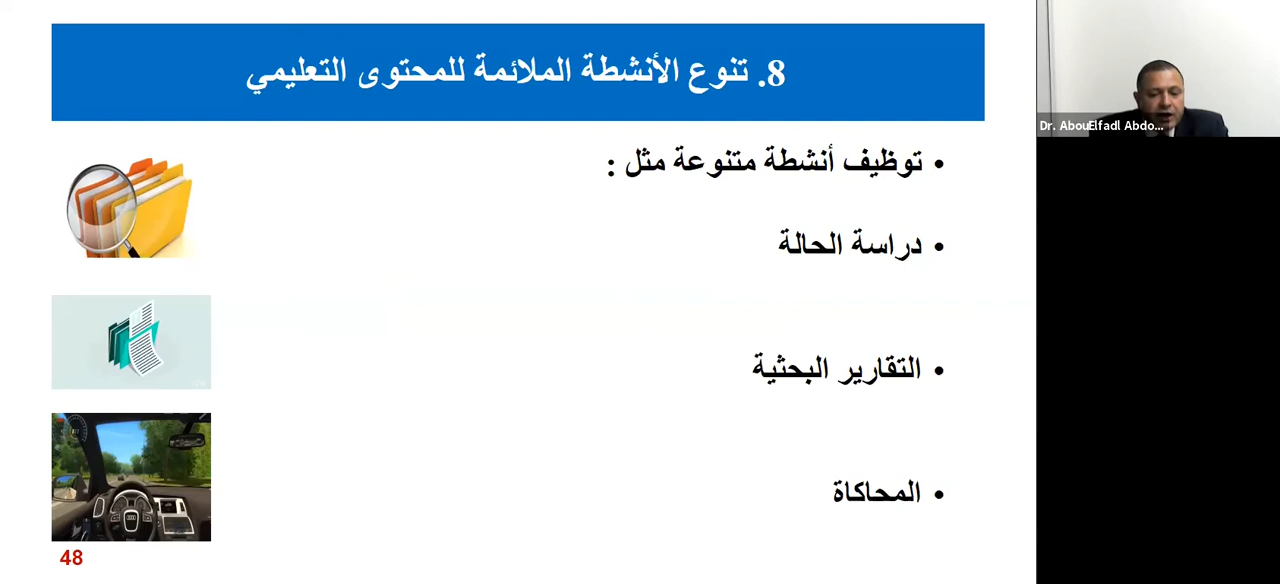 8. تنوع الأنشطة الملائمة للمحتوى التعليمي
• توظيف أنشطة متنوعة مثل :
• دراسة الحالة
• التقارير البحثية
• المحاكاة
48
Dr. AbouElfadl Abdo...